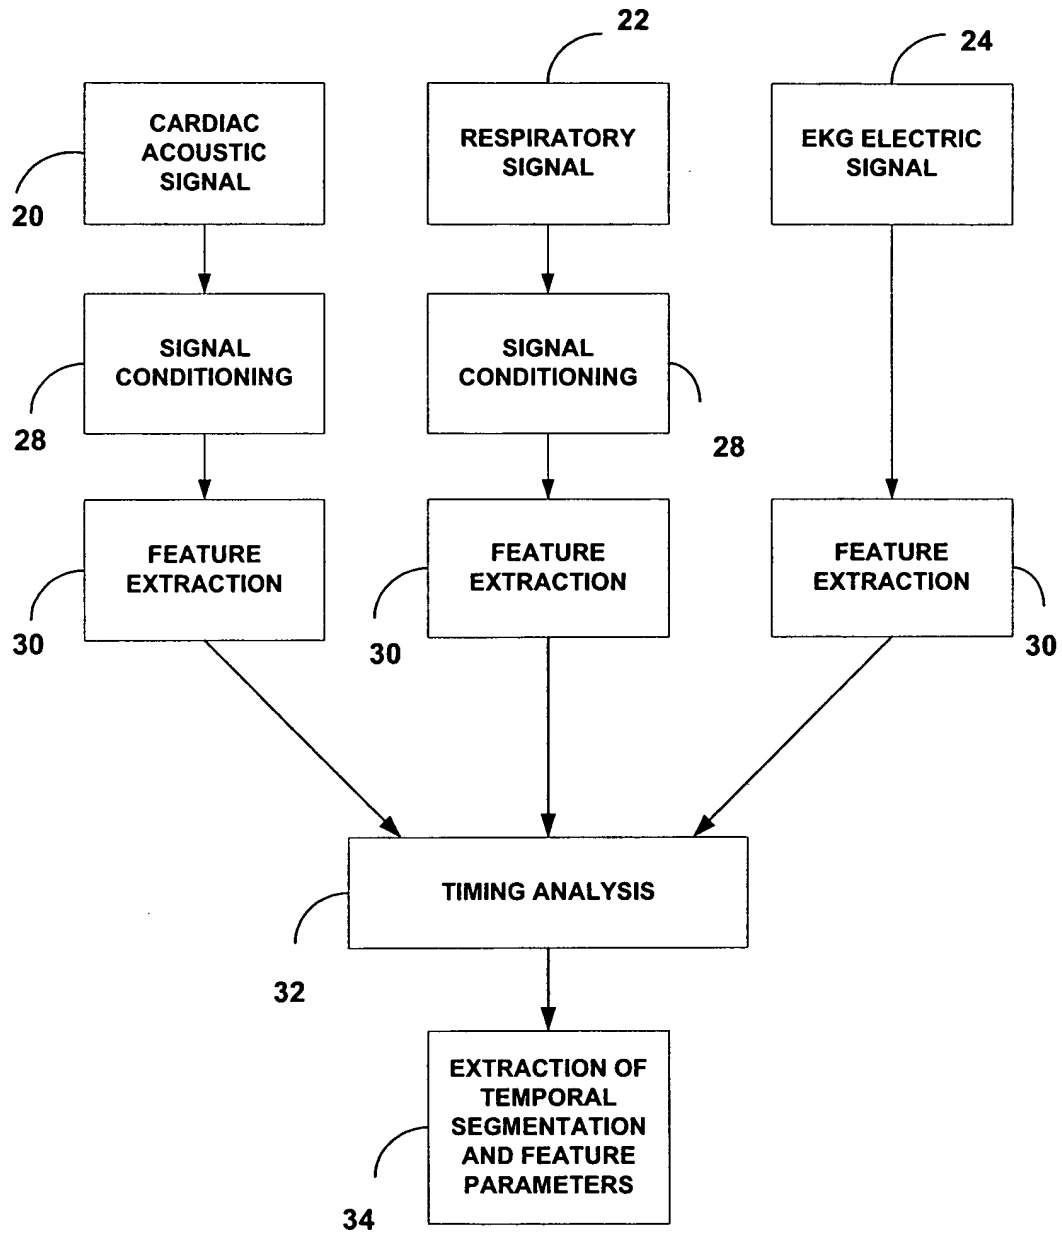 22
24
CARDIAC
ACOUSTIC
SIGNAL
RESPIRATORY
SIGNAL
EKG ELECTRIC
SIGNAL
20
SIGNAL
CONDITIONING
SIGNAL
CONDITIONING
28
28
FEATURE
EXTRACTION
FEATURE
EXTRACTION
FEATURE
EXTRACTION
30
30
30
TIMING ANALYSIS
32
EXTRACTION OF
TEMPORAL
SEGMENTATION
AND FEATURE
PARAMETERS
34